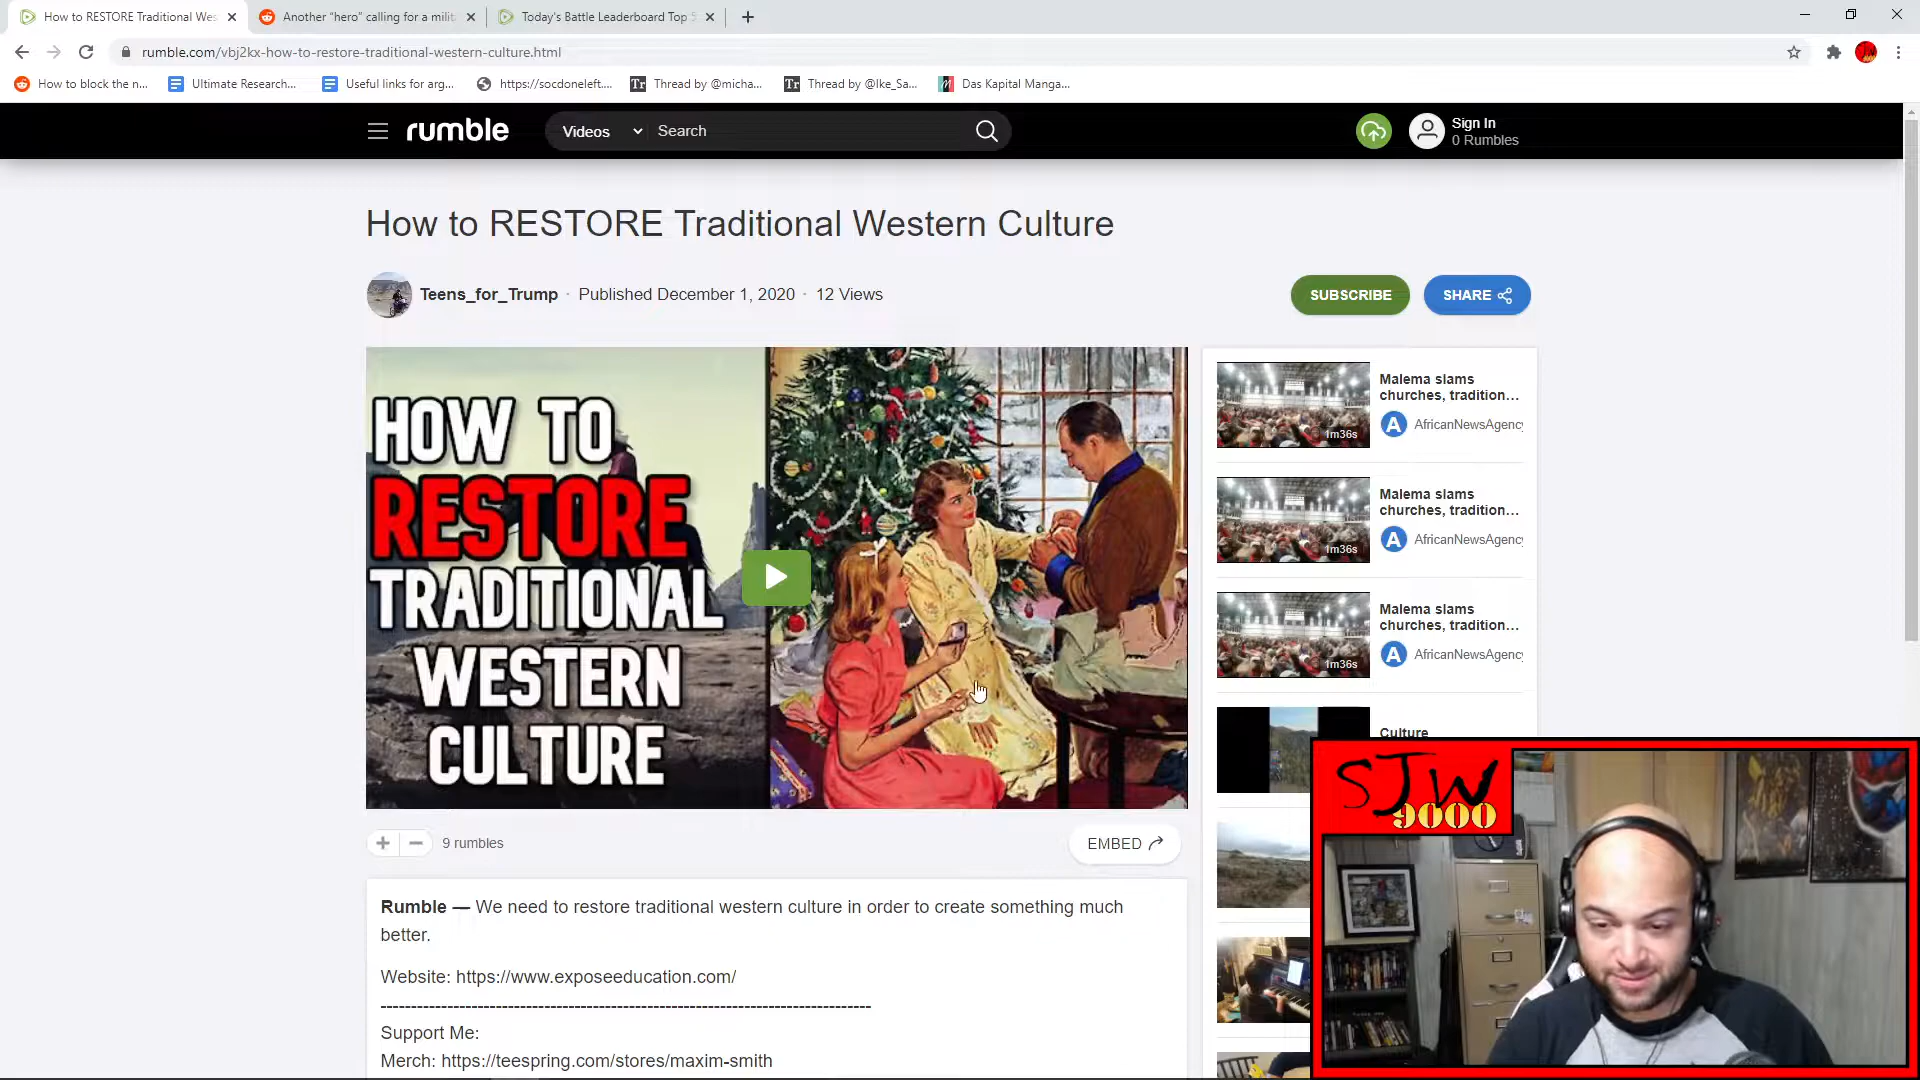 How to RESTORE Traditional Wes
Another "hero" calling for a milit
Today's Battle Leaderboard Top 5
rumble.com/vbj2kx-how-to-restore-traditional-western-culture.html
How to block the n...
Ultimate Research...
Useful links for arg...
https://socdoneleft....
Tr Thread by @micha...
Tr Thread by @Ike_Sa...
Das Kapital Manga...
rumble
Videos
Search
Sign In
0 Rumbles
How to RESTORE Traditional Western Culture
Teens_for_Trump · Published December 1, 2020 · 12 Views
SUBSCRIBE
SHARE
HOW TO
RESTORE
TRADITIONAL
WESTERN
CULTURE
Malema slams
churches, tradition...
A AfricanNewsAgency
1m36s
Malema slams
churches, tradition...
A AfricanNewsAgency
1m36s
Malema slams
churches, tradition...
A AfricanNewsAgency
1m36s
Culture
9 rumbles
EMBED
Rumble — We need to restore traditional western culture in order to create something much
better.
Website: https://www.exposeeducation.com/
--------------------------------------------------------------------------------
Support Me:
Merch: https://teespring.com/stores/maxim-smith
SJW
9000